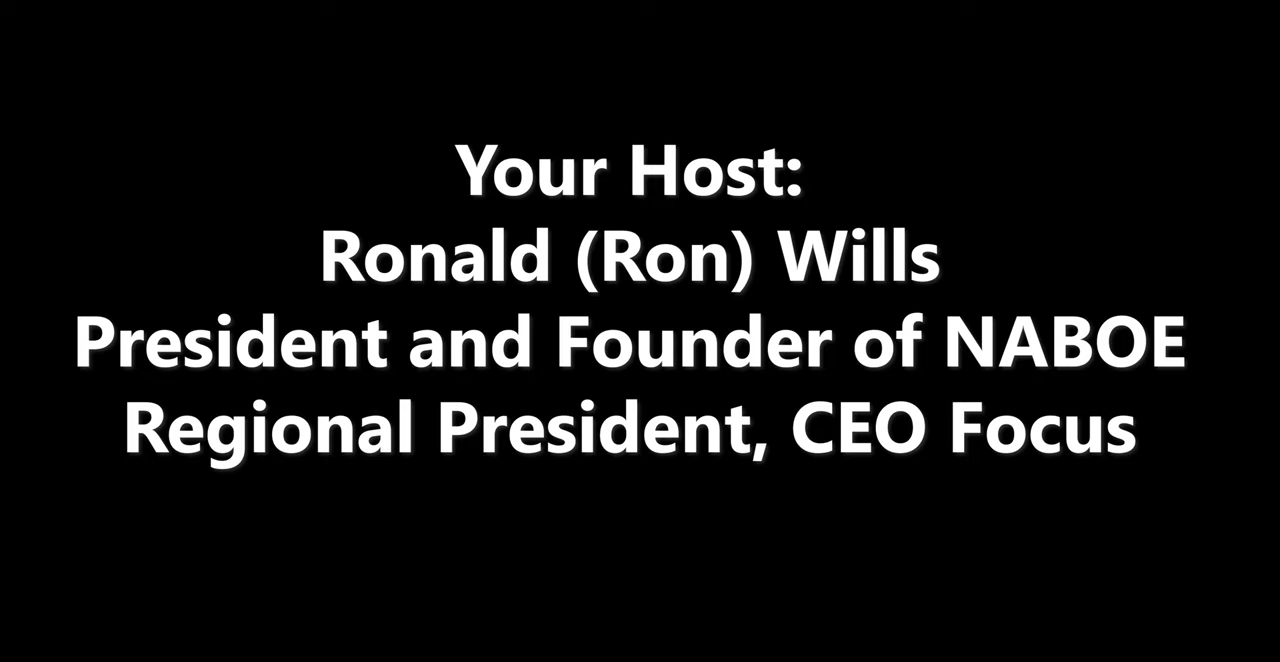 Your Host:
Ronald (Ron) Wills
President and Founder of NABOE
Regional President, CEO Focus